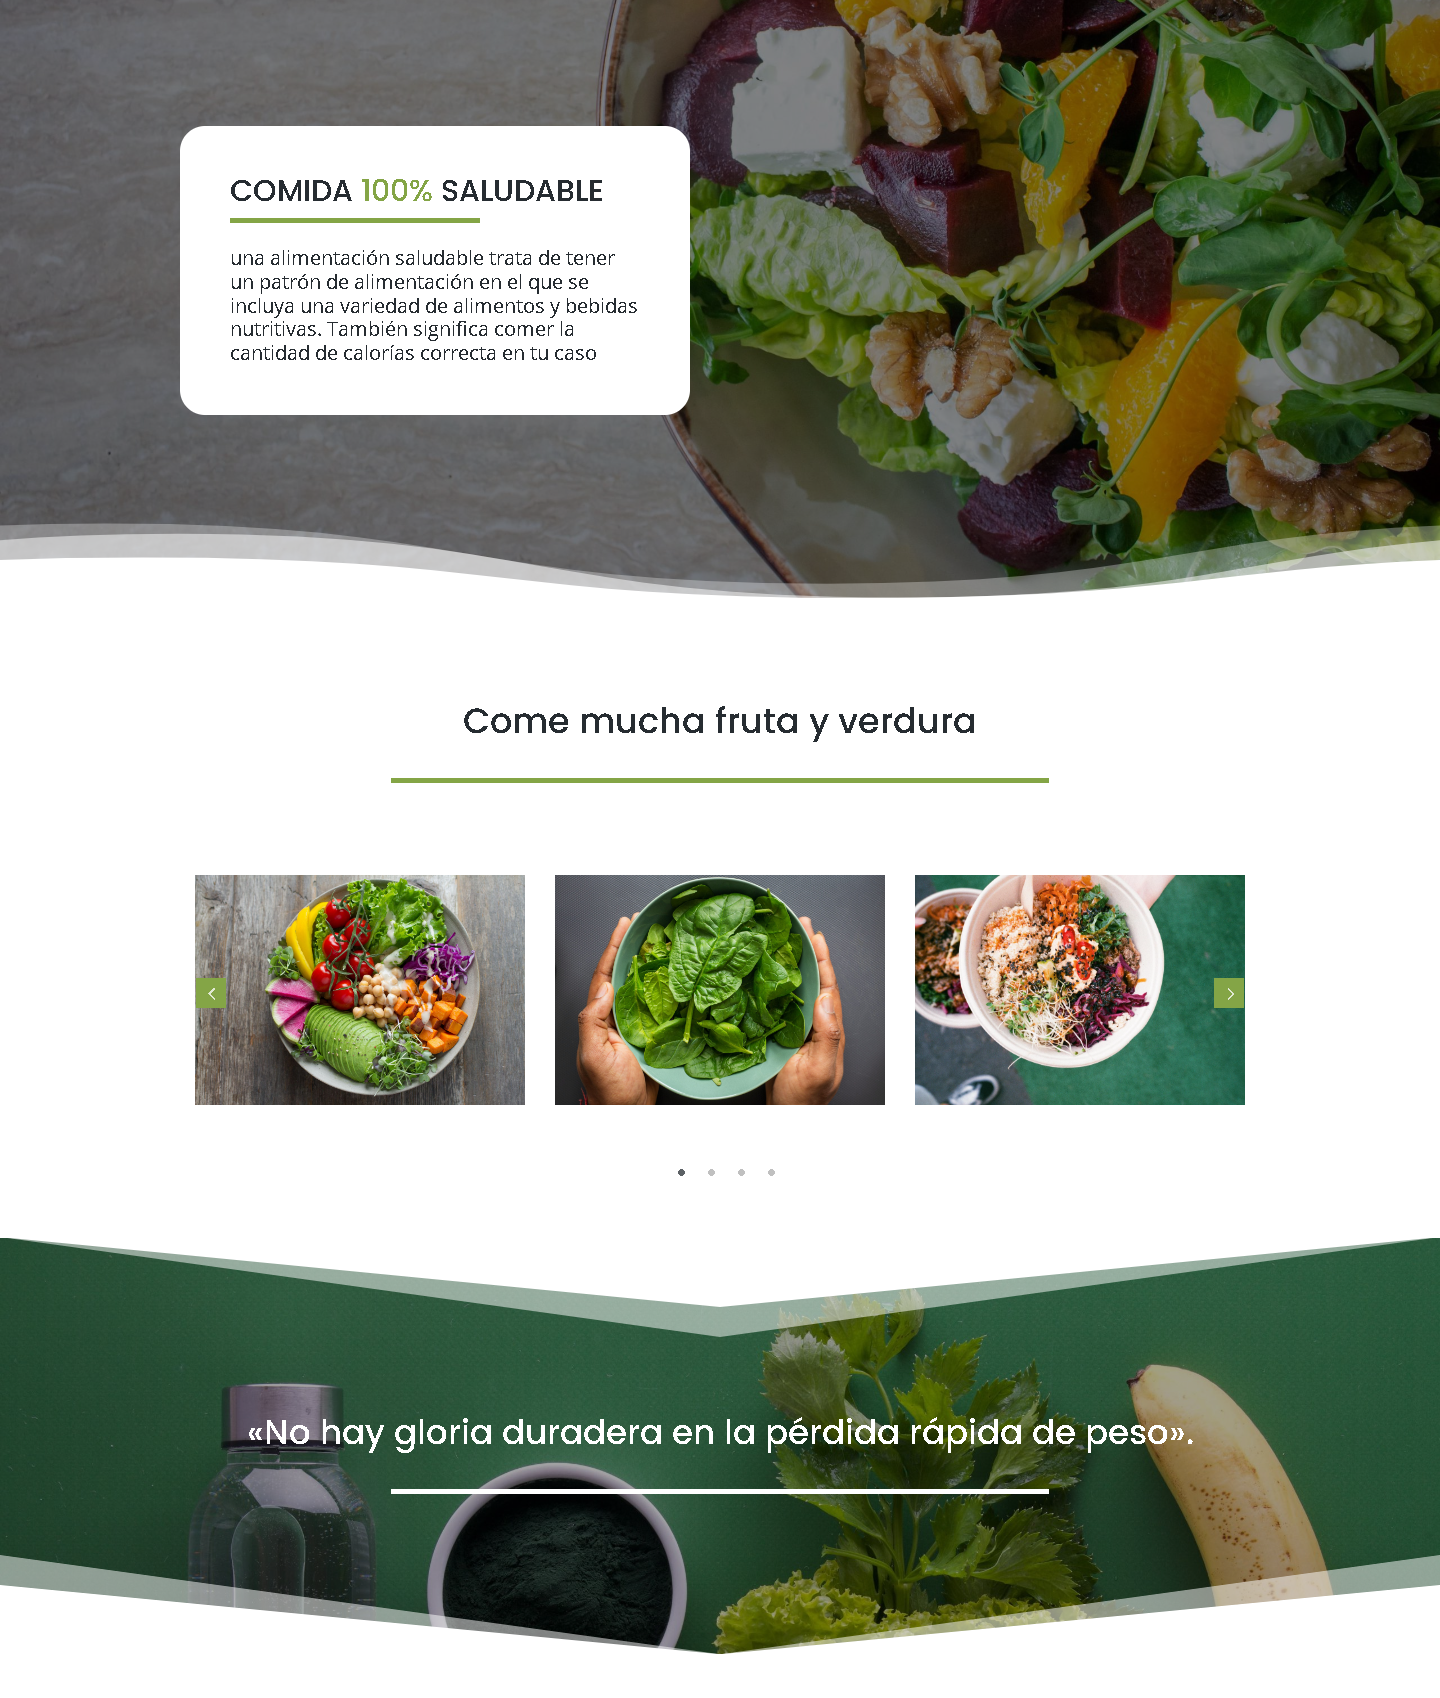 COMIDA 100% SALUDABLE
una alimentación saludable trata de tener
un patrón de alimentación en el que se
incluya una variedad de alimentos y bebidas
nutritivas. También significa comer la
cantidad de calorías correcta en tu caso
Come mucha fruta y verdura
«No hay gloria duradera en la pérdida rápida de peso».